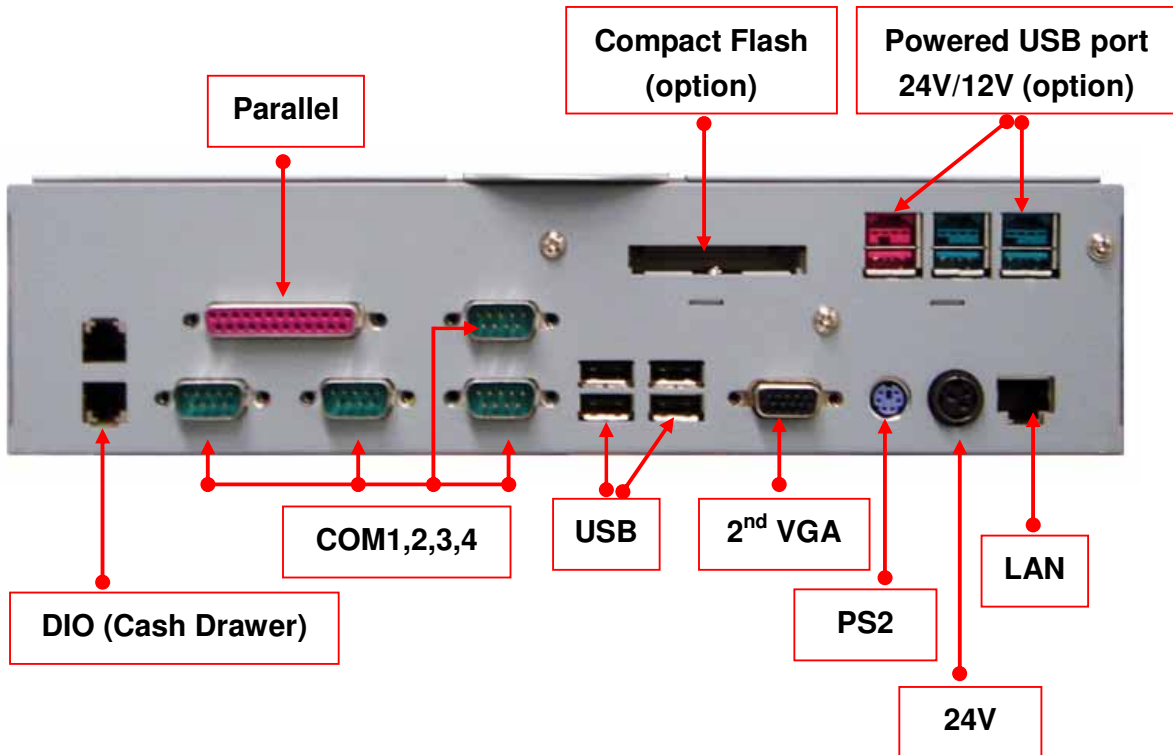 Compact Flash
(option)
Powered USB port
24V/12V (option)
Parallel
COM1,2,3,4
USB
2nd VGA
LAN
DIO (Cash Drawer)
PS2
24V